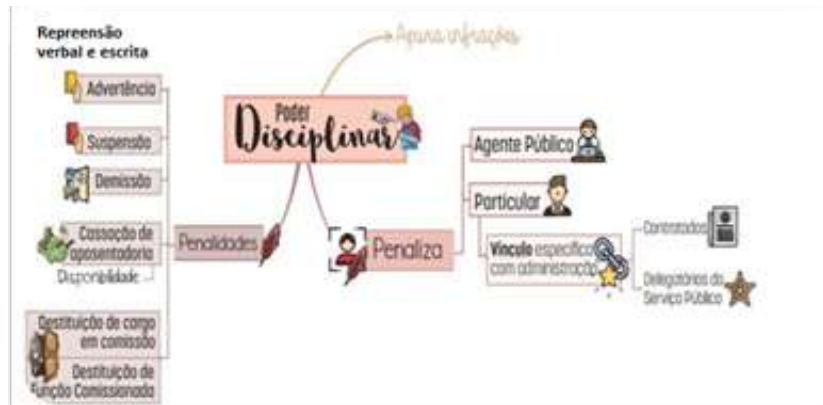 Repreensão
verbal e escrita
Advertência
Suspensão
Demissão
Cassação de
aposentadoria
Disponibilidade
Destituição de cargo
em comissão
Destituição de
Função Comissionada
Penalidades
Poder
Disciplinar
Apura infrações
Penaliza
Agente Público
Particular
Vínculo específico
com administração
Contratados
Delegatários do
Serviço Público